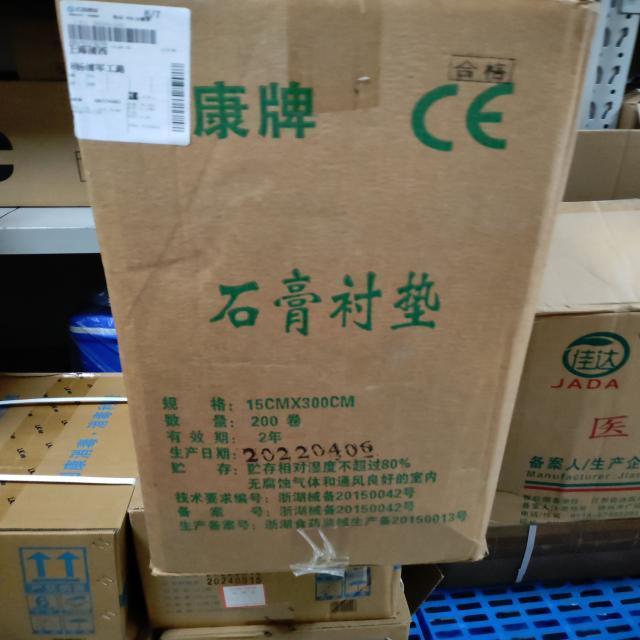 康牌
合格
CE
石膏衬垫
规 格: 15CMX300CM
数 量: 200 卷
有 效 期: 2年
生产日期: 20220406
贮 存: 贮存相对湿度不超过80%
无腐蚀气体和通风良好的室内
技术要求编号: 浙湖械备20150042号
备 案 号: 浙湖械备20150042号
生产备案号: 浙湖食药监械生产备20150013号
佳达
JADA
医
备案人/生产企